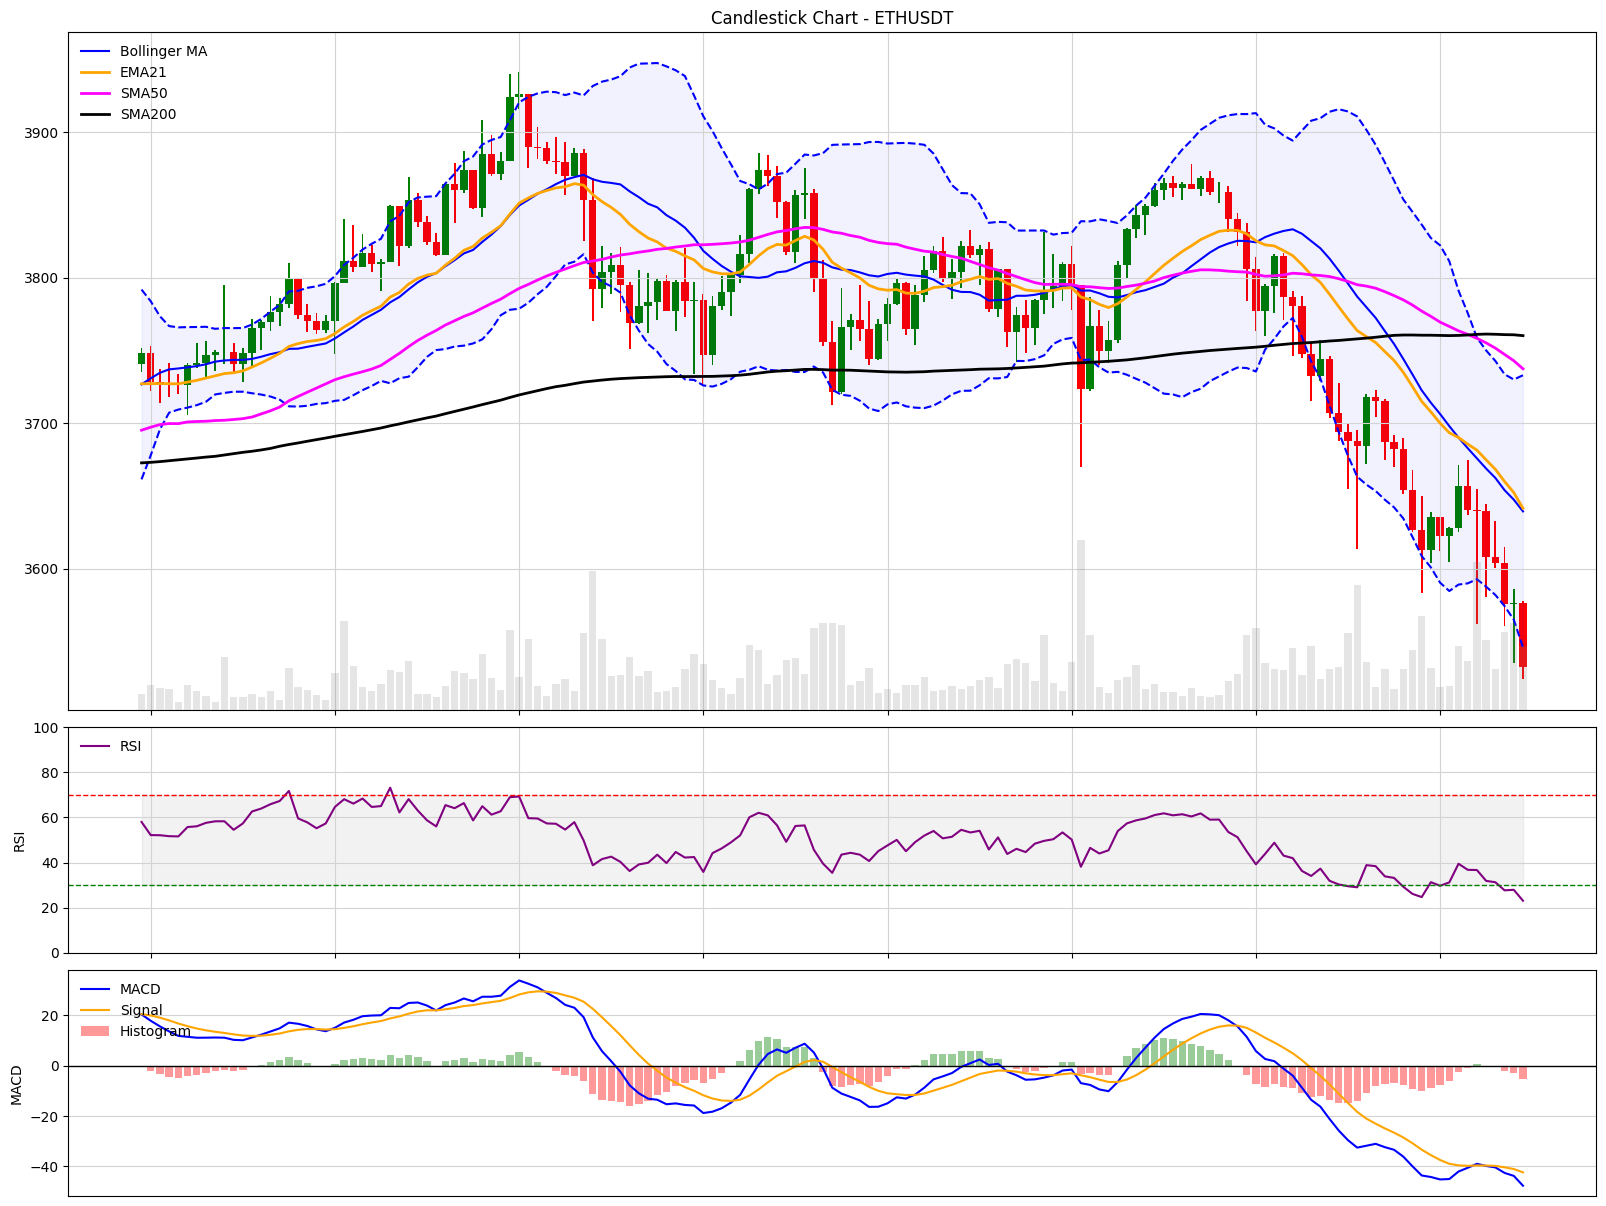 Candlestick Chart - ETHUSDT
Bollinger MA
EMA21
SMA50
SMA200
3900
3800
3700
3600
RSI
100
80
60
40
20
0
RSI
MACD
Signal
Histogram
20
0
−20
−40
MACD